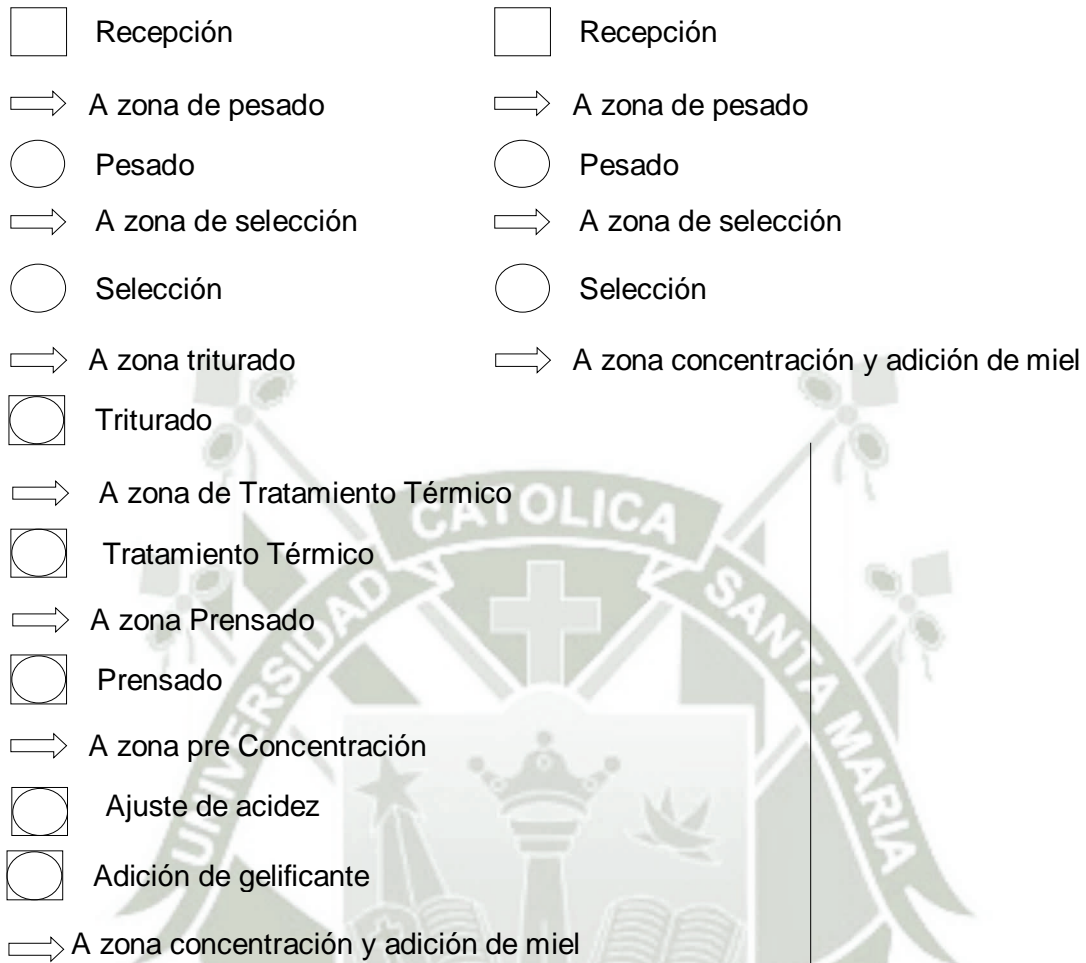 Recepción
A zona de pesado
Pesado
A zona de selección
Selección
A zona triturado
Triturado
A zona de Tratamiento Térmico
Tratamiento Térmico
A zona Prensado
Prensado
A zona pre Concentración
Ajuste de acidez
Adición de gelificante
A zona concentración y adición de miel
Recepción
A zona de pesado
Pesado
A zona de selección
Selección
A zona concentración y adición de miel
UNIVERSIDAD CATOLICA SANTA MARIA